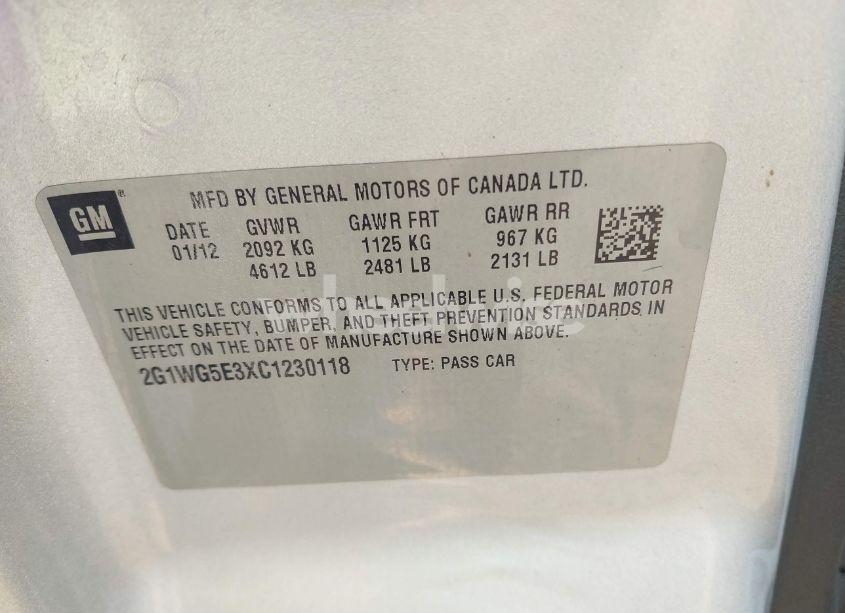 GM
MFD BY GENERAL MOTORS OF CANADA LTD.
DATE GVWR GAWR FRT GAWR RR
01/12 2092 KG 1125 KG 967 KG
4612 LB 2481 LB 2131 LB
THIS VEHICLE CONFORMS TO ALL APPLICABLE U.S. FEDERAL MOTOR
VEHICLE SAFETY, BUMPER, AND THEFT PREVENTION STANDARDS IN
EFFECT ON THE DATE OF MANUFACTURE SHOWN ABOVE.
2G1WG5E3XC1230118 TYPE: PASS CAR